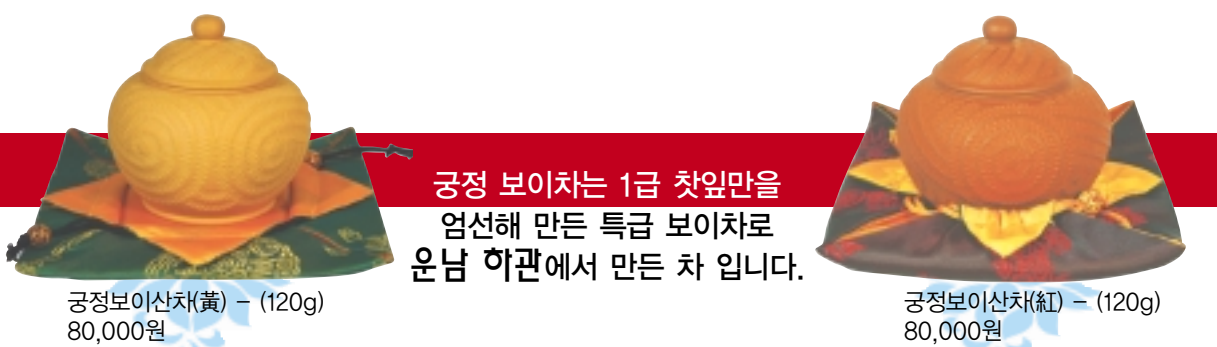 궁정 보이차는 1급 찻잎만을
엄선해 만든 특급 보이차로
운남 하관에서 만든 차 입니다.
궁정보이산차(黃) - (120g)
80,000원
궁정보이산차(紅) - (120g)
80,000원